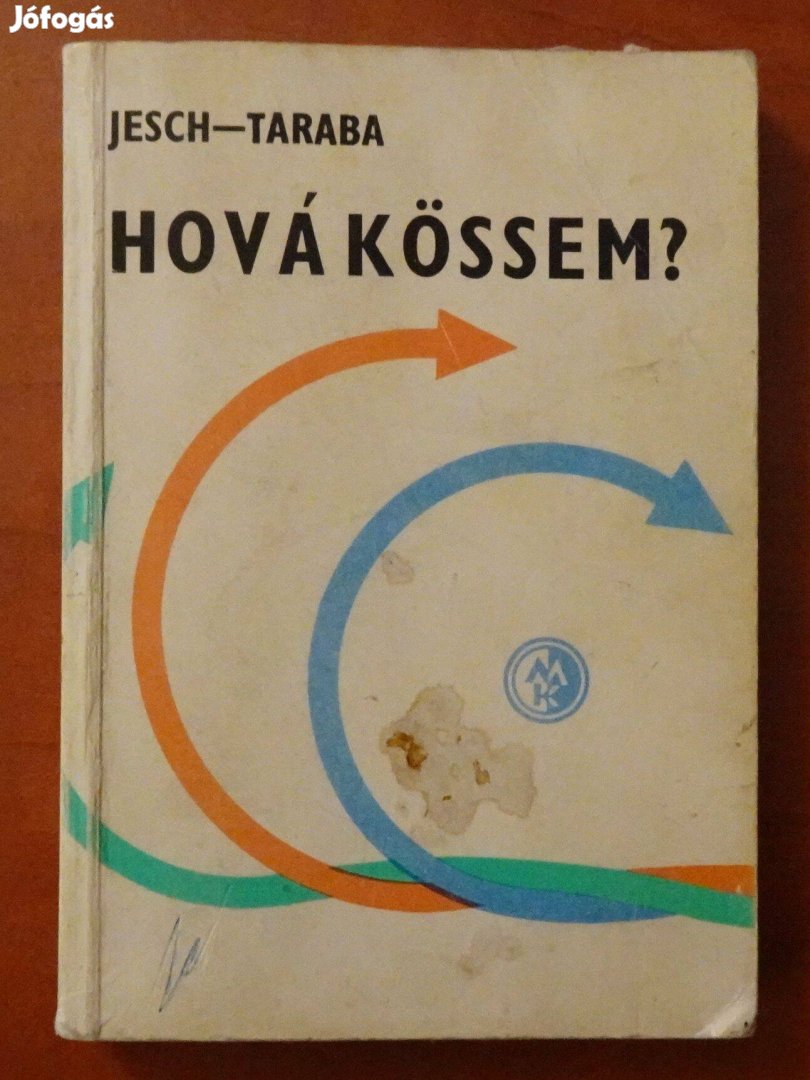 Jófogás
JESCH—TARABA
HOVÁ KÖSSEM?
MK